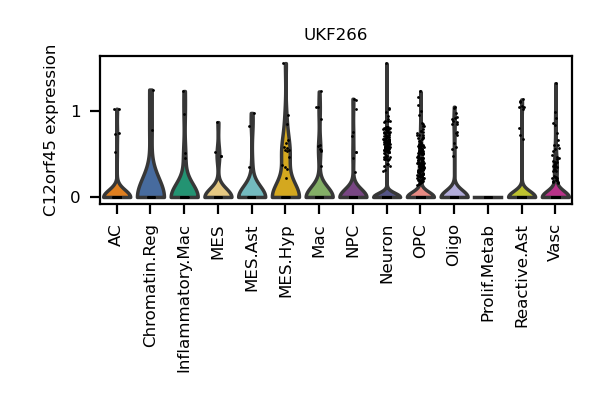 UKF266
C12orf45 expression
1
0
AC
Chromatin.Reg
Inflammatory.Mac
MES
MES.Ast
MES.Hyp
Mac
NPC
Neuron
OPC
Oligo
Prolif.Metab
Reactive.Ast
Vasc